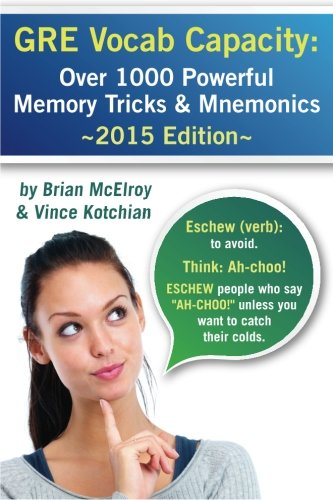 GRE Vocab Capacity:
Over 1000 Powerful
Memory Tricks & Mnemonics
~2015 Edition~
by Brian McElroy
& Vince Kotchian
Eschew (verb):
to avoid.
Think: Ah-choo!
ESCHEW people who say
"AH-CHOO!" unless you
want to catch
their colds.